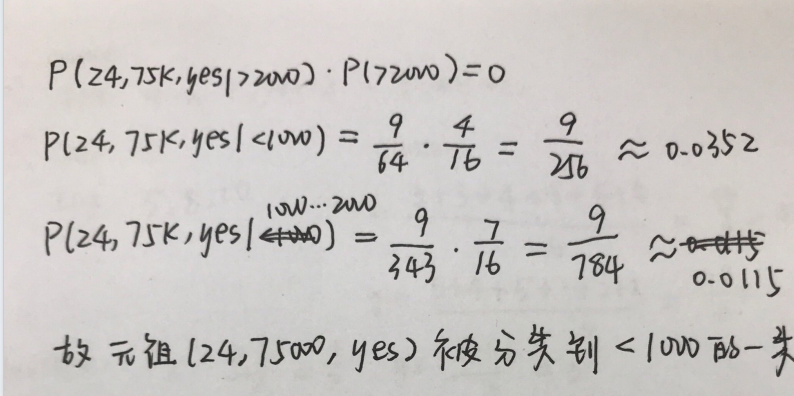 P(24,75K,yes|>2000)·P(>2000)=0
P(24,75K,yes|<1000) = 9/64 · 4/16 = 9/256 ≈ 0.0352
P(24,75K,yes|1000...2000) = 9/343 · 7/16 = 9/784 ≈ 0.0115
故元祖(24,75000,yes)被分类到<1000的一类